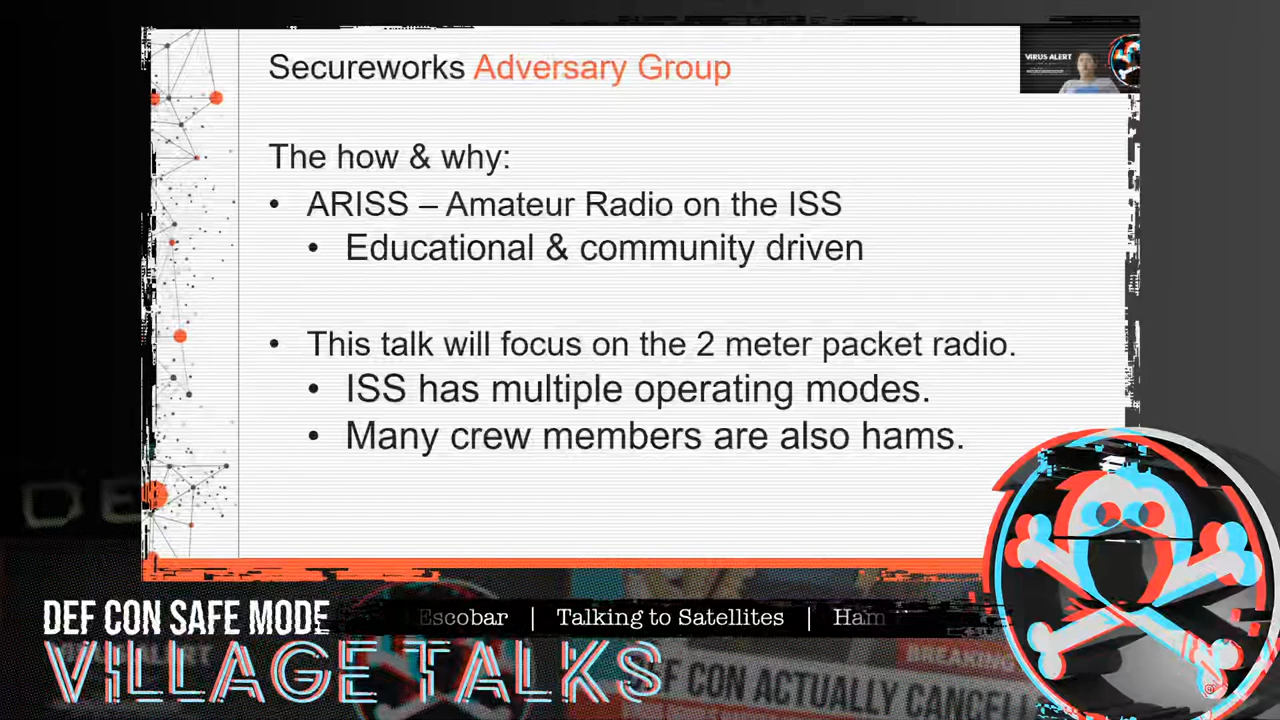 Secureworks Adversary Group
VIRUS ALERT
The how & why:
• ARISS – Amateur Radio on the ISS
• Educational & community driven
• This talk will focus on the 2 meter packet radio.
• ISS has multiple operating modes.
• Many crew members are also hams.
DEF CON SAFE MODE
Escobar | Talking to Satellites | Ham
VILLAGE TALKS
DEF CON ACTUALLY CANCELL